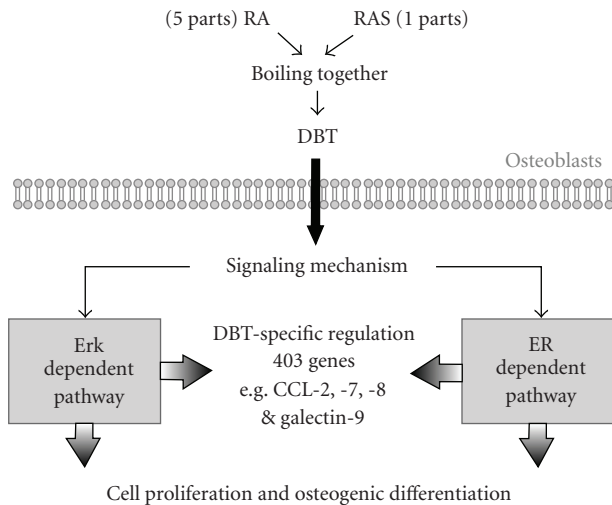 (5 parts) RA
RAS (1 parts)
Boiling together
DBT
Osteoblasts
Signaling mechanism
Erk
dependent
pathway
DBT-specific regulation
403 genes
e.g. CCL-2, -7, -8
& galectin-9
ER
dependent
pathway
Cell proliferation and osteogenic differentiation